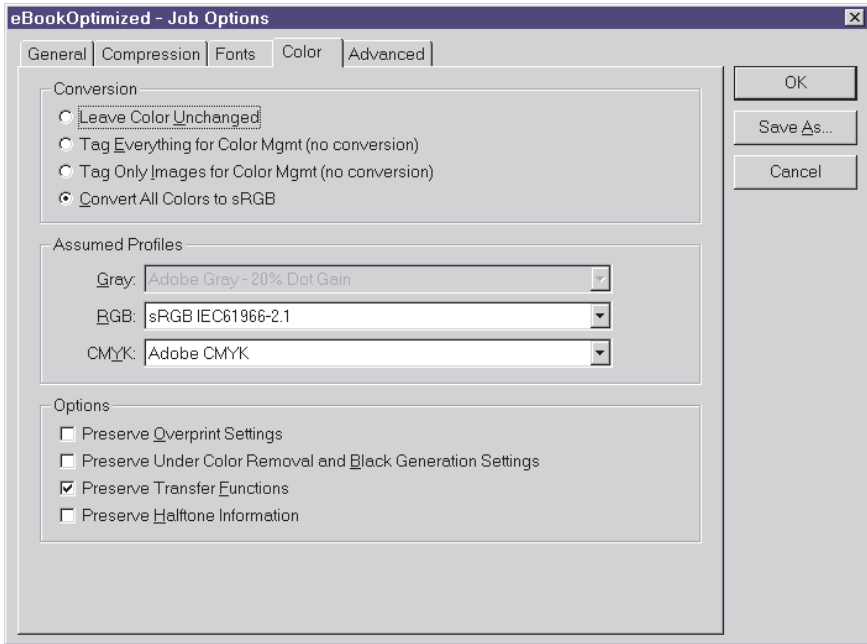 eBookOptimized - Job Options
General Compression Fonts Color Advanced
Conversion
Leave Color Unchanged
Tag Everything for Color Mgmt (no conversion)
Tag Only Images for Color Mgmt (no conversion)
Convert All Colors to sRGB
Assumed Profiles
Gray: Adobe Gray - 20% Dot Gain
RGB: sRGB IEC61966-2.1
CMYK: Adobe CMYK
Options
Preserve Overprint Settings
Preserve Under Color Removal and Black Generation Settings
Preserve Transfer Functions
Preserve Halftone Information
OK
Save As...
Cancel